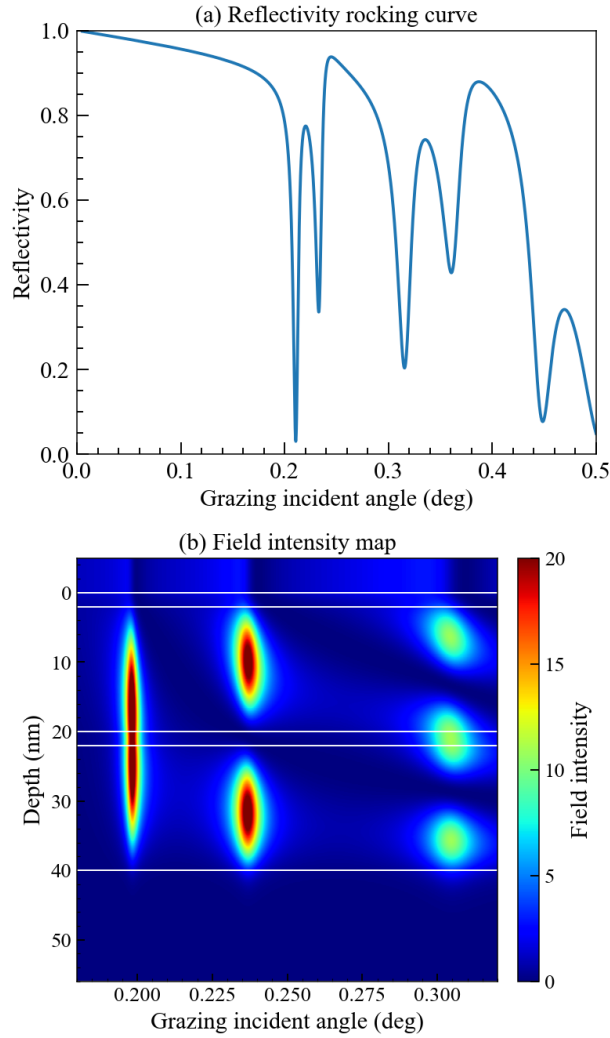 (a) Reflectivity rocking curve
1.0
0.8
0.6
0.4
0.2
0.0
Reflectivity
0.0 0.1 0.2 0.3 0.4 0.5
Grazing incident angle (deg)
(b) Field intensity map
0
10
20
30
40
50
Depth (nm)
0.200 0.225 0.250 0.275 0.300
Grazing incident angle (deg)
20
15
10
5
0
Field intensity